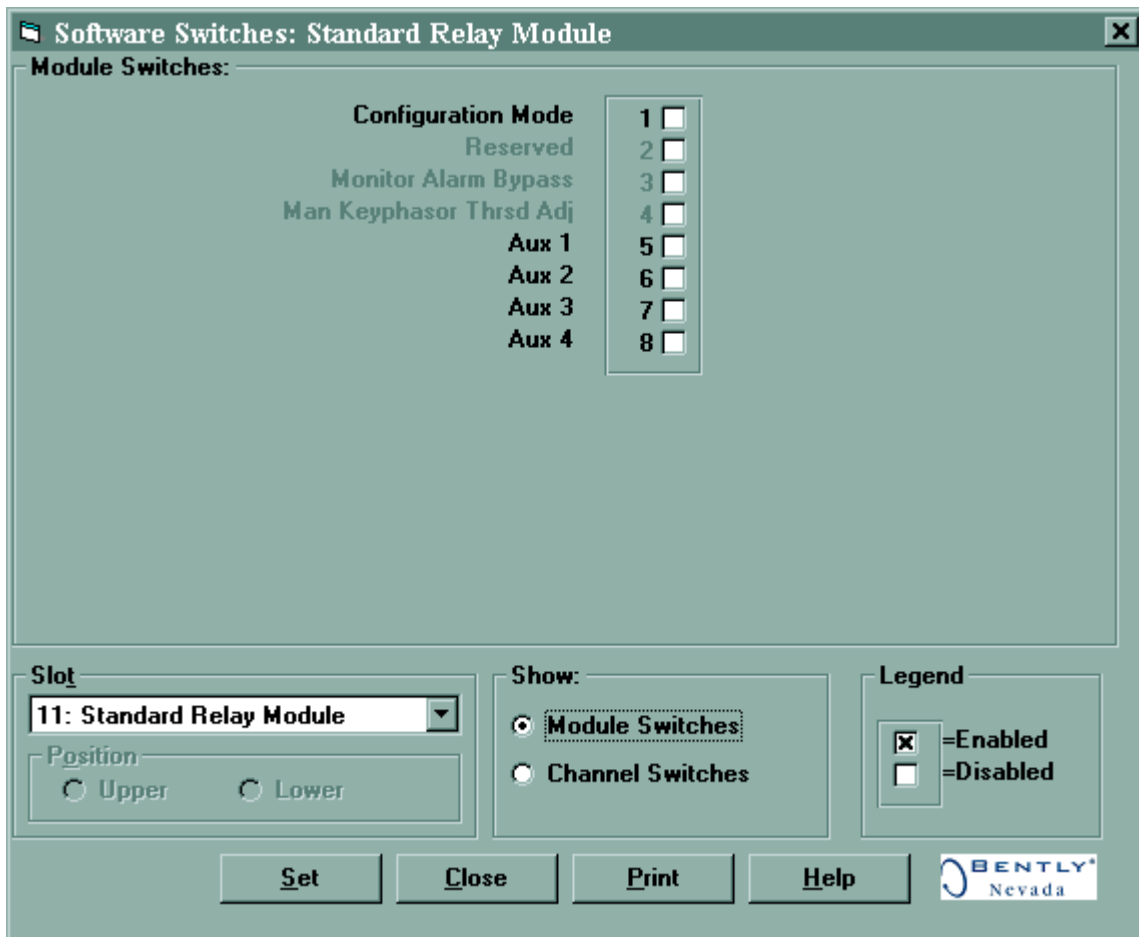 Software Switches: Standard Relay Module
Module Switches:
Configuration Mode 1
Reserved 2
Monitor Alarm Bypass 3
Man Keyphasor Thrsd Adj 4
Aux 1 5
Aux 2 6
Aux 3 7
Aux 4 8
Slot
11: Standard Relay Module
Position
Upper Lower
Show:
Module Switches
Channel Switches
Legend
=Enabled
=Disabled
Set Close Print Help
BENTLY
Nevada